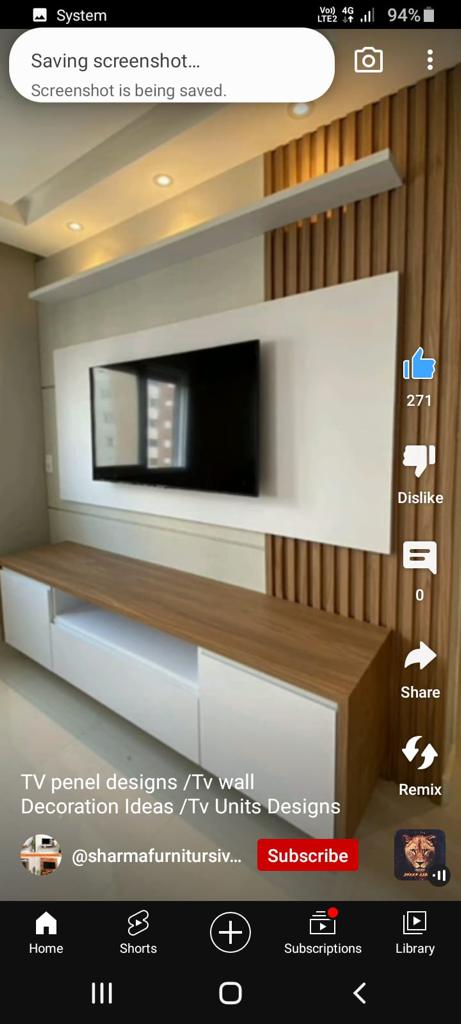 System
Vo)) 4G
LTE2
94%
Saving screenshot...
Screenshot is being saved.
271
Dislike
0
Share
Remix
TV penel designs /Tv wall
Decoration Ideas /Tv Units Designs
@sharmafurnitursiv...
Subscribe
Home
Shorts
Subscriptions
Library